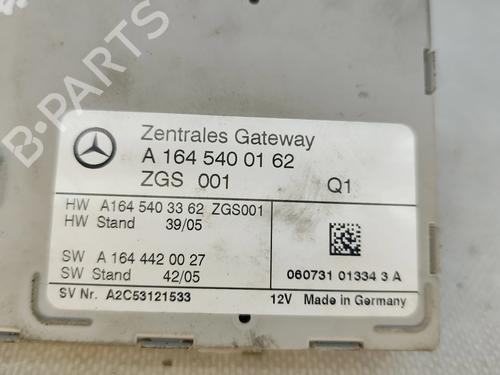 B-PARTS
Zentrales Gateway
A 164 540 01 62
ZGS 001 Q1
HW A164 540 33 62 ZGS001
HW Stand 39/05
SW A 164 442 00 27
SW Stand 42/05
060731 01334 3 A
SV Nr. A2C53121533 12V Made in Germany